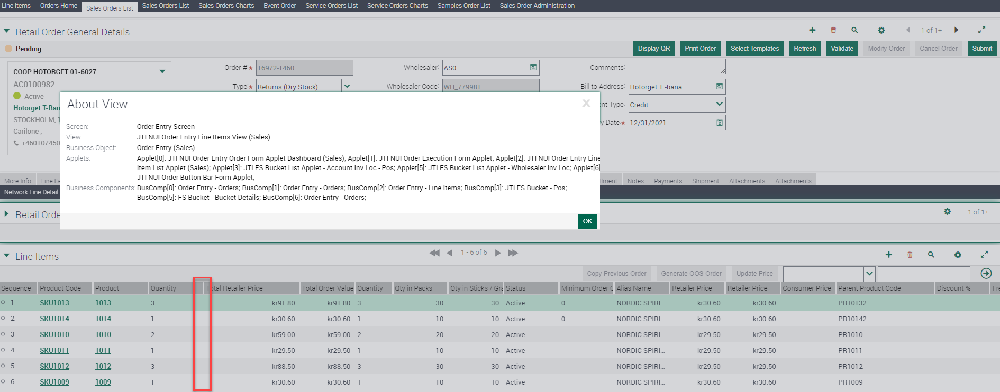 Line Items Orders Home Sales Orders List Sales Orders List Sales Orders Charts Event Order Service Orders List Service Orders Charts Samples Order List Sales Order Administration
Retail Order General Details
1 of 1+
Pending
Display QR Print Order Select Templates Refresh Validate Modify Order Cancel Order Submit
COOP HÖTORGET 01-6027
AC0100982
Active
Hötorget T-Ban
STOCKHOLM, 1
Carilone ,
+460107450
Order #:* 16972-1460
Type:* Returns (Dry Stock)
Wholesaler: AS0
Wholesaler Code: WH_779981
Comments:
Bill to Address: Hötorget T -bana
ent Type: Credit
y Date:* 12/31/2021
About View
X
Screen: Order Entry Screen
View: JTI NUI Order Entry Line Items View (Sales)
Business Object: Order Entry (Sales)
Applets: Applet[0]: JTI NUI Order Entry Order Form Applet Dashboard (Sales); Applet[1]: JTI NUI Order Execution Form Applet; Applet[2]: JTI NUI Order Entry Line
Item List Applet (Sales); Applet[3]: JTI FS Bucket List Applet - Account Inv Loc - Pos; Applet[5]: JTI FS Bucket List Applet - Wholesaler Inv Loc; Applet[6]
JTI NUI Order Button Bar Form Applet;
Business Components: BusComp[0]: Order Entry - Orders; BusComp[1]: Order Entry - Orders; BusComp[2]: Order Entry - Line Items; BusComp[3]: JTI FS Bucket - Pos;
BusComp[5]: FS Bucket - Bucket Details; BusComp[6]: Order Entry - Orders;
OK
More Info Line Ite llment Notes Payments Shipment Attachments Attachments
Network Line Detail
Retail Orde
1 of 1+
Line Items
1 - 6 of 6
Copy Previous Order Generate OOS Order Update Price
Sequence Product Code Product Quantity Total Retailer Price Total Order Value Quantity Qty in Packs Qty in Sticks / Gra Status Minimum Order Q Alias Name Retailer Price Retailer Price Consumer Price Parent Product Code Discount % Fre
1 SKU1013 1013 3 kr91.80 kr91.80 3 30 30 Active 0 NORDIC SPIRI... kr30.60 kr30.60 PR10132
2 SKU1014 1014 1 kr30.60 kr30.60 1 10 10 Active 0 NORDIC SPIRI... kr30.60 kr30.60 PR10142
3 SKU1010 1010 2 kr59.00 kr59.00 2 20 20 Active NORDIC SPIRI... kr29.50 kr29.50 PR1010
4 SKU1011 1011 1 kr29.50 kr29.50 1 10 10 Active NORDIC SPIRI... kr29.50 kr29.50 PR1011
5 SKU1012 1012 3 kr88.50 kr88.50 3 30 30 Active NORDIC SPIRI... kr29.50 kr29.50 PR1012
6 SKU1009 1009 1 kr30.60 kr30.60 1 10 10 Active NORDIC SPIRI... kr30.60 kr30.60 PR1009